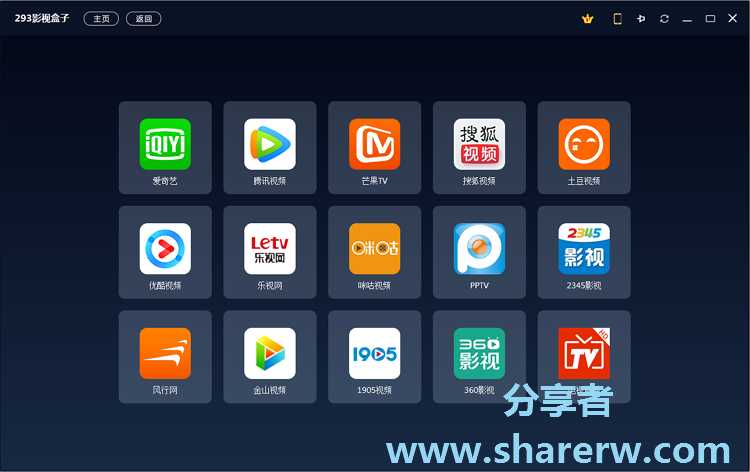 293影视盒子 主页 返回
iQIYI
爱奇艺
腾讯视频
芒果TV
搜狐
视频
搜狐视频
土豆视频
优酷视频
Letv
乐视网
乐视网
咪咕
咪咕视频
PPTV
2345
影视
2345影视
风行网
金山视频
1905
1905视频
360
影视
360影视
HD
TV
分享者
www.sharerw.com